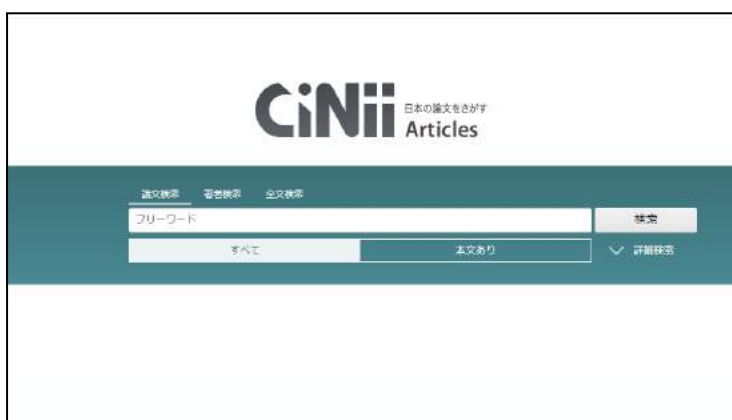 CiNii 日本の論文をさがす
Articles
論文検索 著者検索 全文検索
フリーワード 検索
すべて 本文あり 詳細検索